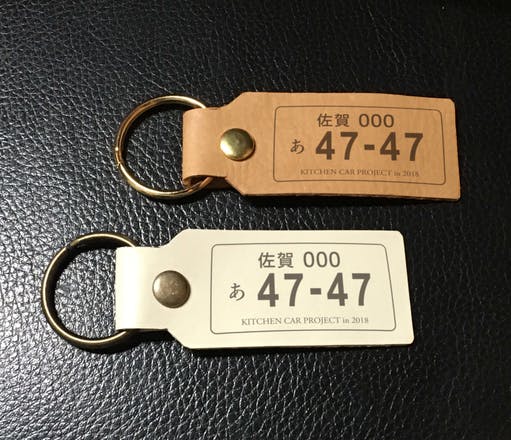 佐賀 000
あ 47-47
KITCHEN CAR PROJECT in 2018
佐賀 000
あ 47-47
KITCHEN CAR PROJECT in 2018